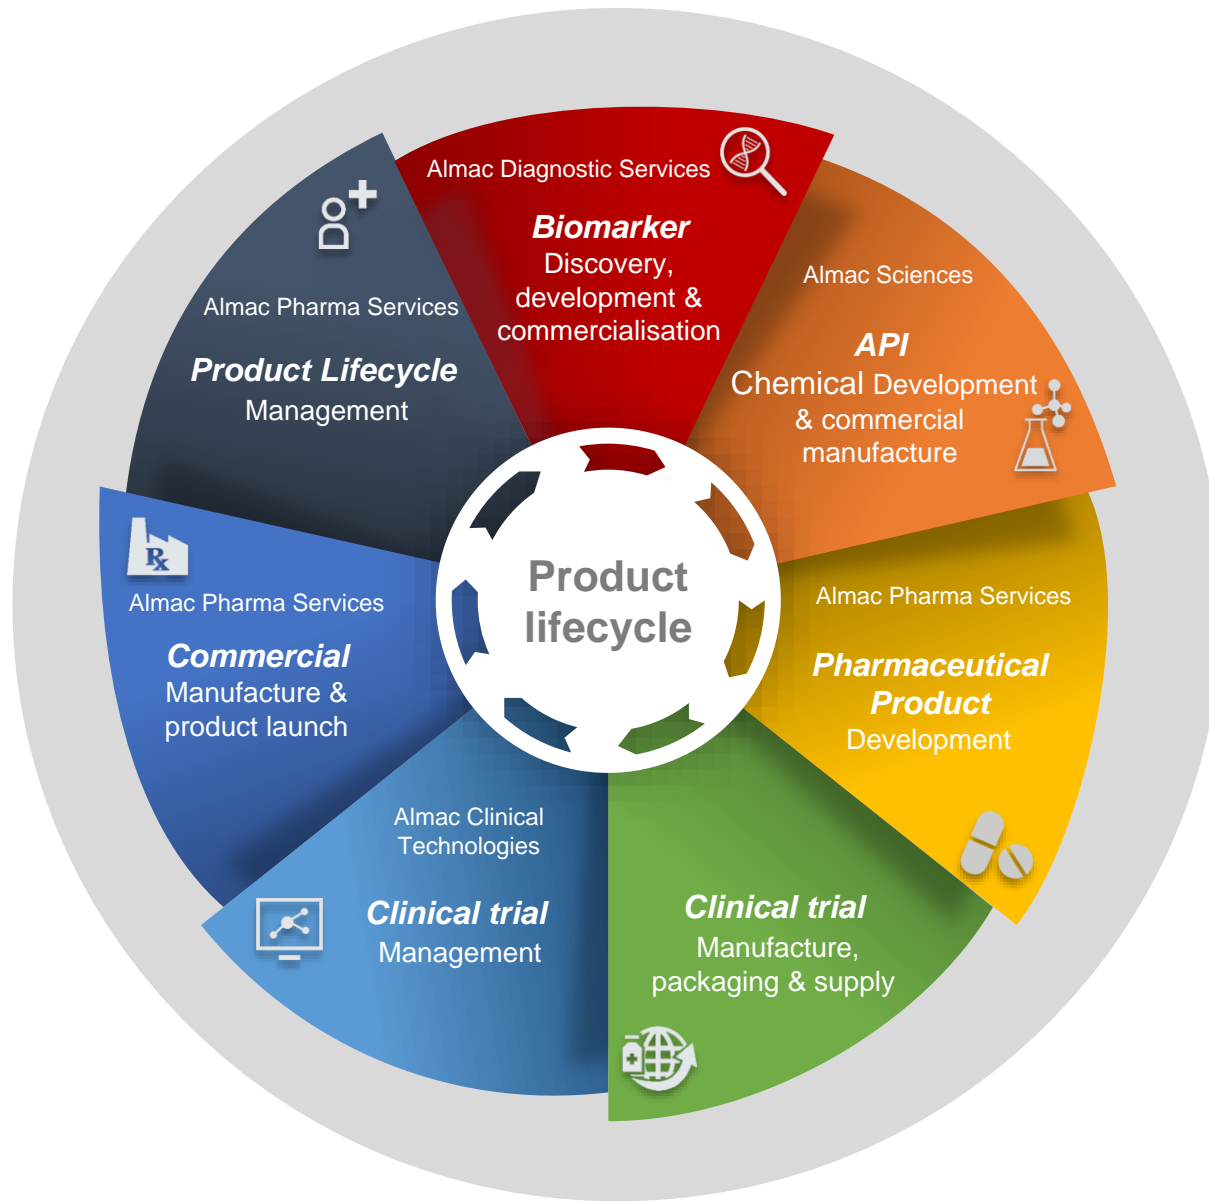 Almac Diagnostic Services
Biomarker
Discovery,
development &
commercialisation
Almac Sciences
API
Chemical Development
& commercial
manufacture
Almac Pharma Services
Pharmaceutical
Product
Development
Clinical trial
Manufacture,
packaging & supply
Almac Clinical
Technologies
Clinical trial
Management
Rx
Almac Pharma Services
Commercial
Manufacture &
product launch
Almac Pharma Services
Product Lifecycle
Management
Product
lifecycle